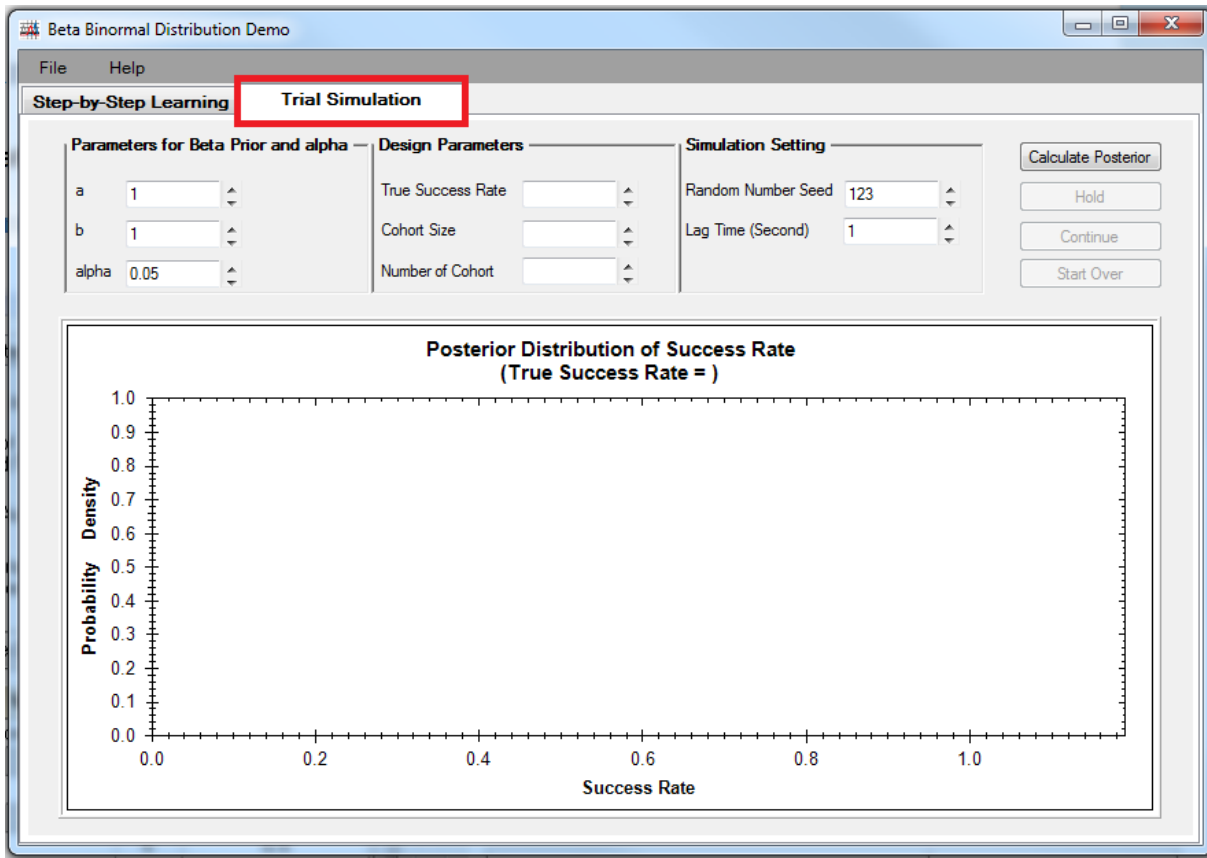 Beta Binormal Distribution Demo
File Help
Step-by-Step Learning Trial Simulation
Parameters for Beta Prior and alpha Design Parameters Simulation Setting
a 1 True Success Rate Random Number Seed 123 Calculate Posterior
b 1 Cohort Size Lag Time (Second) 1 Hold
alpha 0.05 Number of Cohort Continue
Start Over
Posterior Distribution of Success Rate
(True Success Rate = )
1.0
0.9
0.8
0.7
0.6
0.5
0.4
0.3
0.2
0.1
0.0
Probability Density
0.0 0.2 0.4 0.6 0.8 1.0
Success Rate